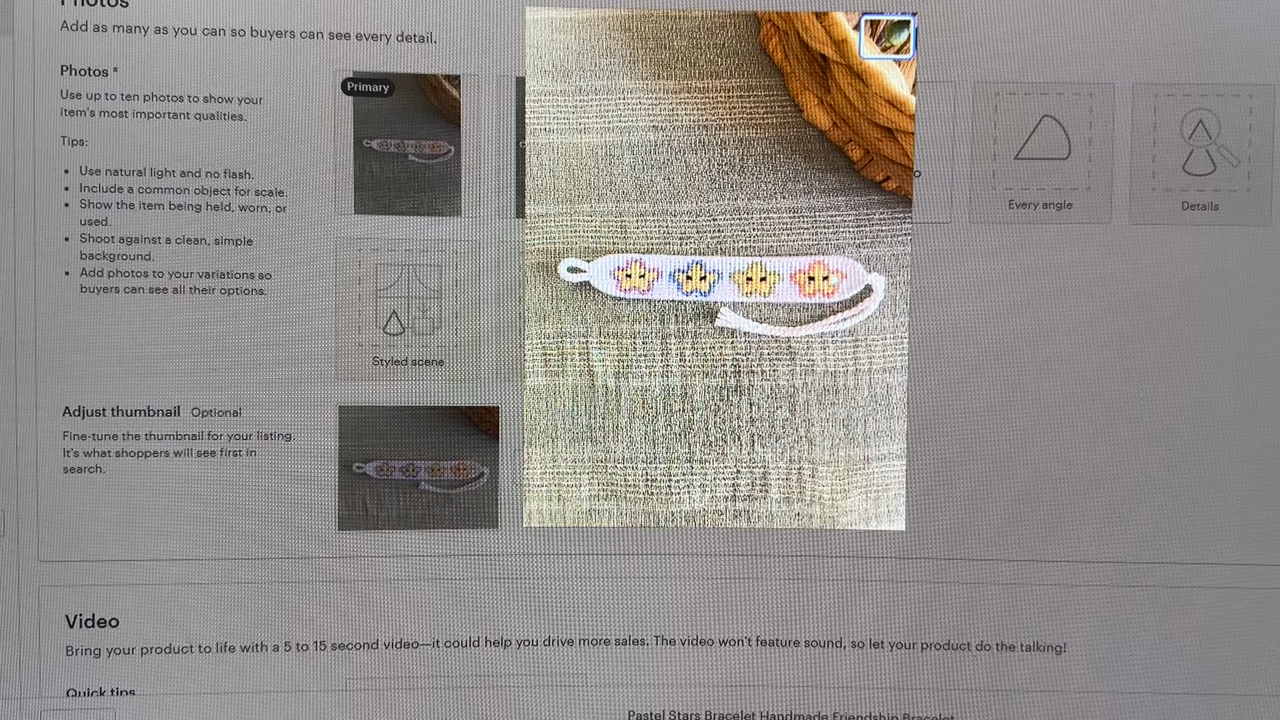 Photos
Add as many as you can so buyers can see every detail.
Photos *
Use up to ten photos to show your
item's most important qualities.
Tips:
Use natural light and no flash.
Include a common object for scale.
Show the item being held, worn, or
used.
Shoot against a clean, simple
background.
Add photos to your variations so
buyers can see all their options.
Primary
Every angle
Details
Styled scene
Adjust thumbnail Optional
Fine-tune the thumbnail for your listing.
It's what shoppers will see first in
search.
Video
Bring your product to life with a 5 to 15 second video—it could help you drive more sales. The video won't feature sound, so let your product do the talking!
Quick tips
Pastel Stars Bracelet Handmade Friendship Bracelet